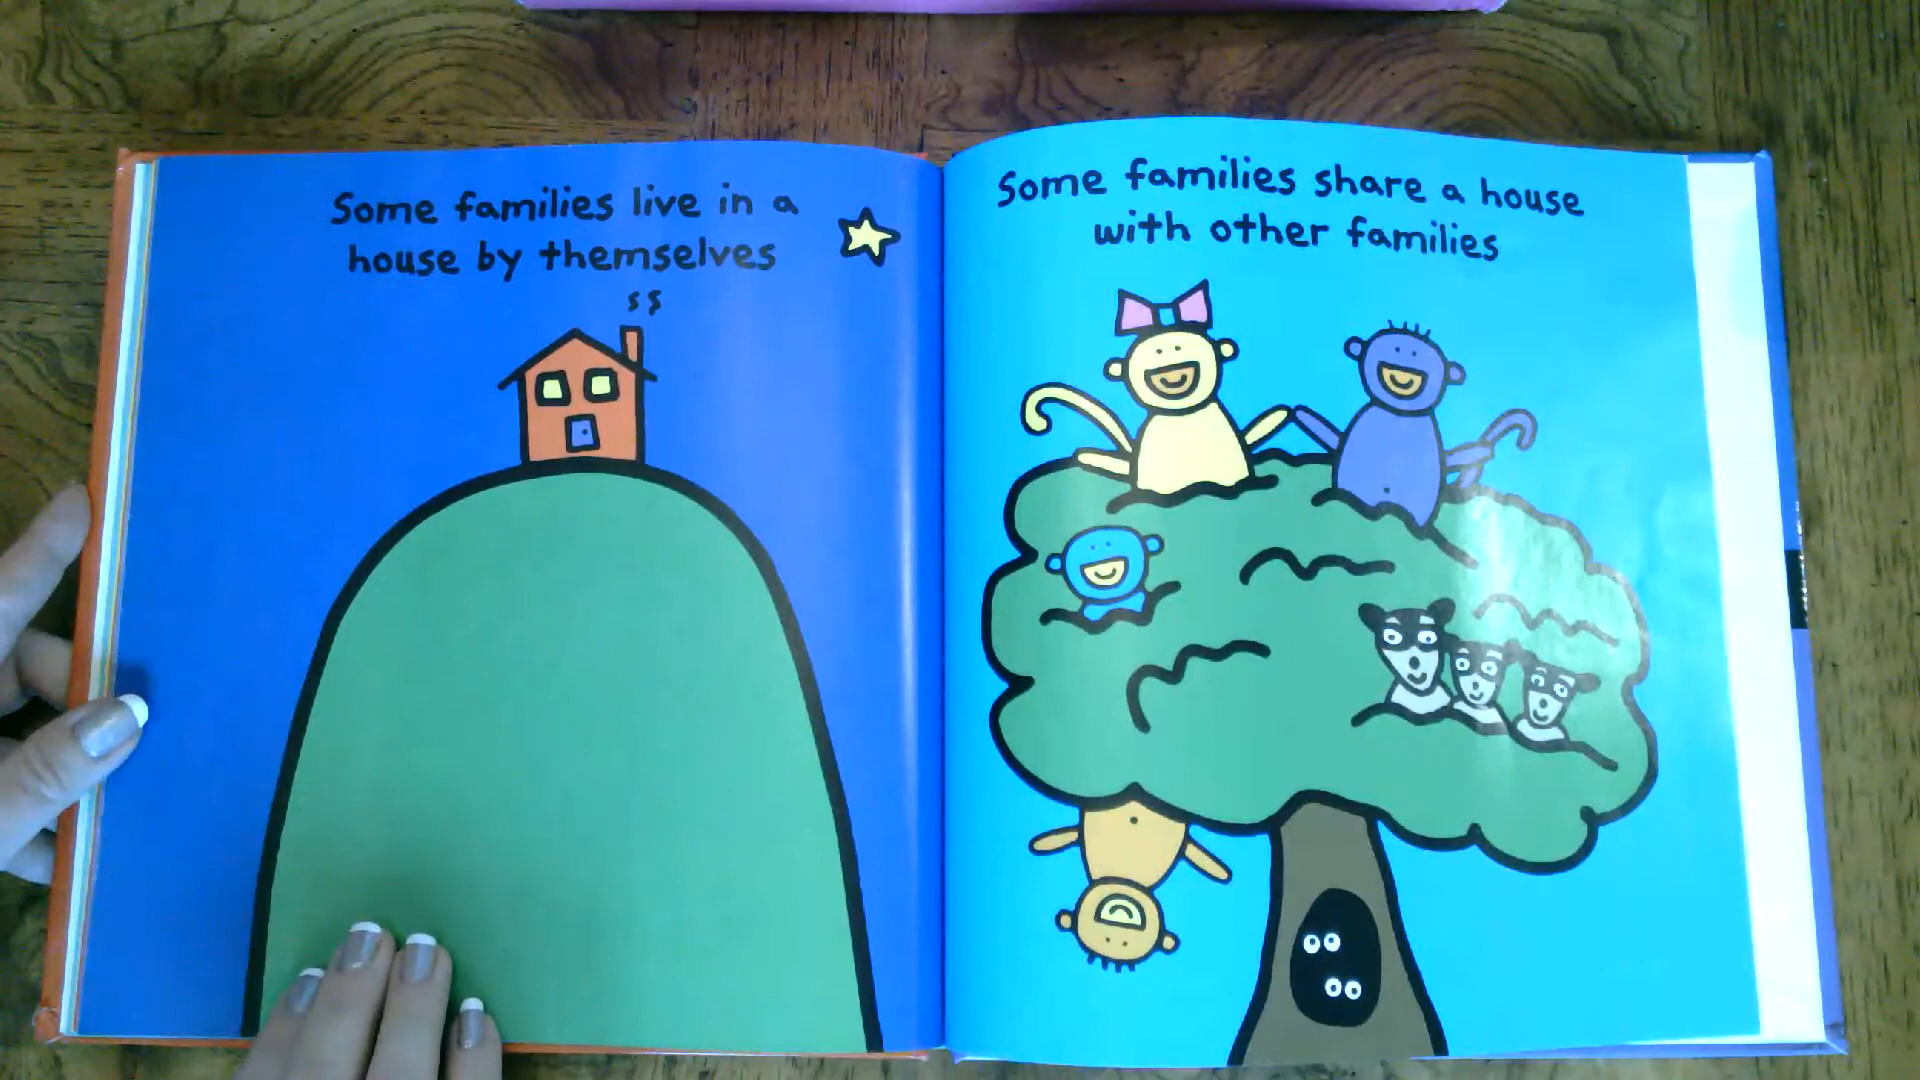 Some families live in a
house by themselves
Some families share a house
with other families